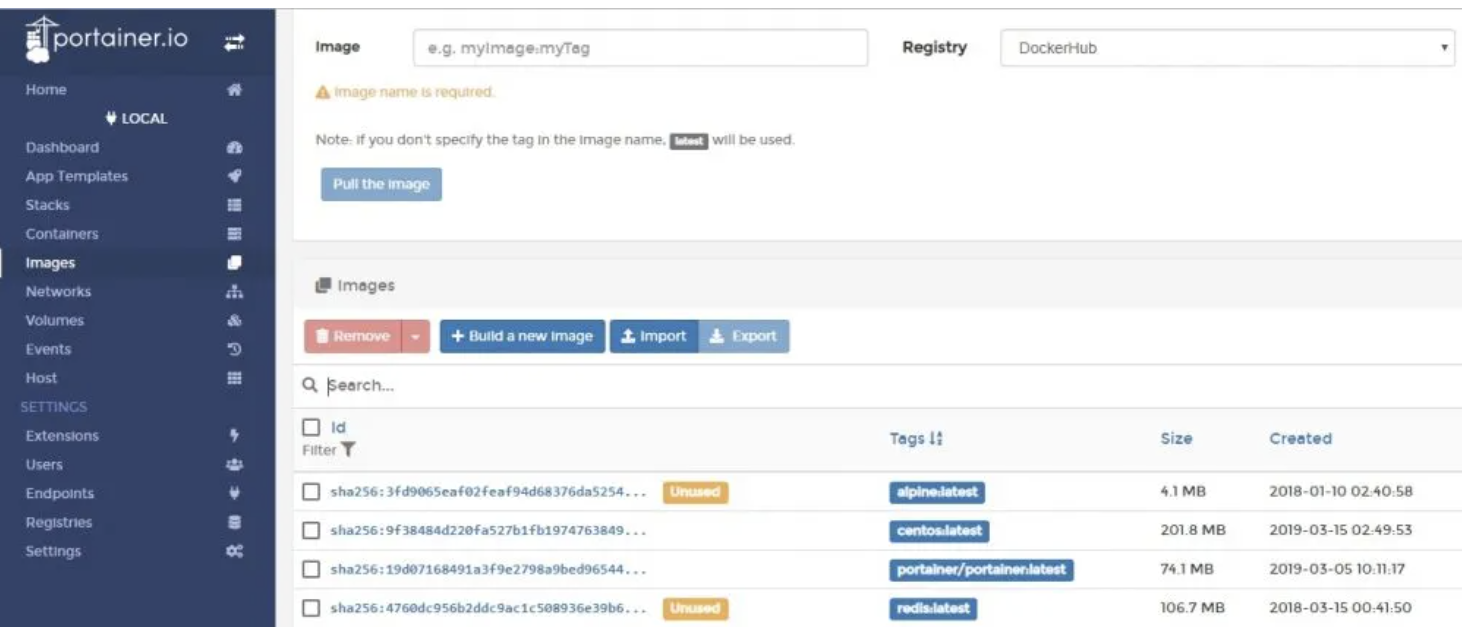 portainer.io
Home
LOCAL
Dashboard
App Templates
Stacks
Containers
Images
Networks
Volumes
Events
Host
SETTINGS
Extensions
Users
Endpoints
Registries
Settings
Image e.g. myImage:myTag Registry DockerHub
Image name is required.
Note: if you don't specify the tag in the image name, latest will be used.
Pull the image
Images
Remove + Build a new image Import Export
Search...
Id Tags Size Created
Filter
sha256:3fd9065eaf02feaf94d68376da5254... Unused alpine:latest 4.1 MB 2018-01-10 02:40:58
sha256:9f38484d220fa527b1fb1974763849... centos:latest 201.8 MB 2019-03-15 02:49:53
sha256:19d07168491a3f9e2798a9bed96544... portainer/portainer:latest 74.1 MB 2019-03-05 10:11:17
sha256:4760dc956b2ddc9ac1c508936e39b6... Unused redis:latest 106.7 MB 2018-03-15 00:41:50